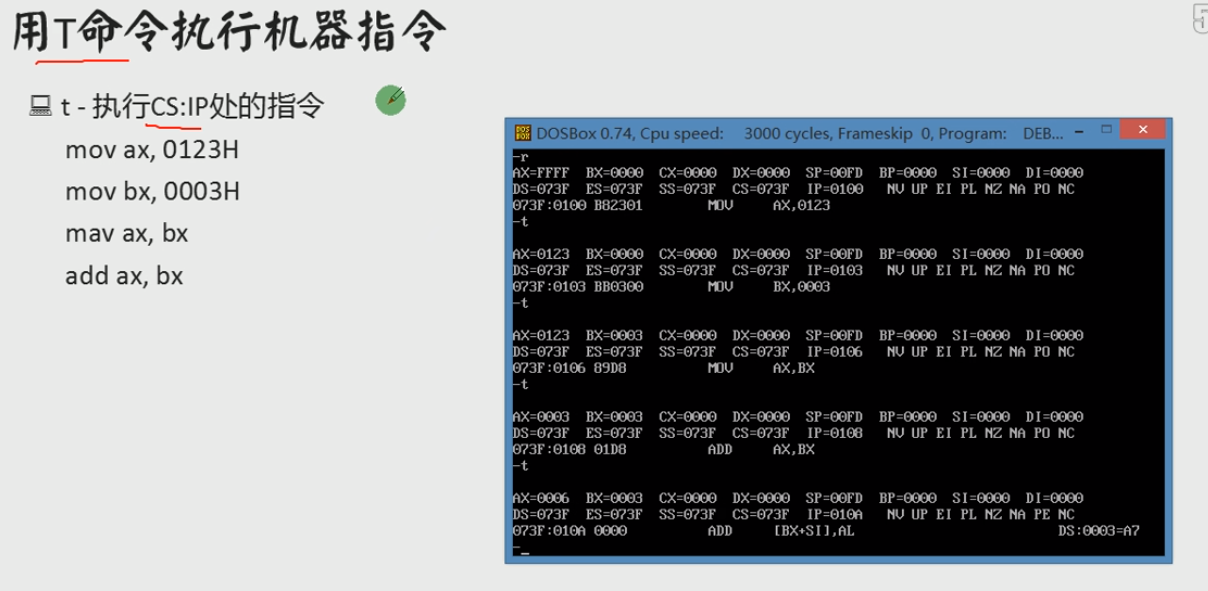 用T命令执行机器指令
5
t - 执行CS:IP处的指令
mov ax, 0123H
mov bx, 0003H
mav ax, bx
add ax, bx
DOSBox 0.74, Cpu speed: 3000 cycles, Frameskip 0, Program: DEB...
-r
AX=FFFF BX=0000 CX=0000 DX=0000 SP=00FD BP=0000 SI=0000 DI=0000
DS=073F ES=073F SS=073F CS=073F IP=0100 NV UP EI PL NZ NA PO NC
073F:0100 B82301 MOV AX,0123
-t
AX=0123 BX=0000 CX=0000 DX=0000 SP=00FD BP=0000 SI=0000 DI=0000
DS=073F ES=073F SS=073F CS=073F IP=0103 NV UP EI PL NZ NA PO NC
073F:0103 BB0300 MOV BX,0003
-t
AX=0123 BX=0003 CX=0000 DX=0000 SP=00FD BP=0000 SI=0000 DI=0000
DS=073F ES=073F SS=073F CS=073F IP=0106 NV UP EI PL NZ NA PO NC
073F:0106 89D8 MOV AX,BX
-t
AX=0003 BX=0003 CX=0000 DX=0000 SP=00FD BP=0000 SI=0000 DI=0000
DS=073F ES=073F SS=073F CS=073F IP=0108 NV UP EI PL NZ NA PO NC
073F:0108 01D8 ADD AX,BX
-t
AX=0006 BX=0003 CX=0000 DX=0000 SP=00FD BP=0000 SI=0000 DI=0000
DS=073F ES=073F SS=073F CS=073F IP=010A NV UP EI PL NZ NA PE NC
073F:010A 0000 ADD [BX+SI],AL DS:0003=A7
-_